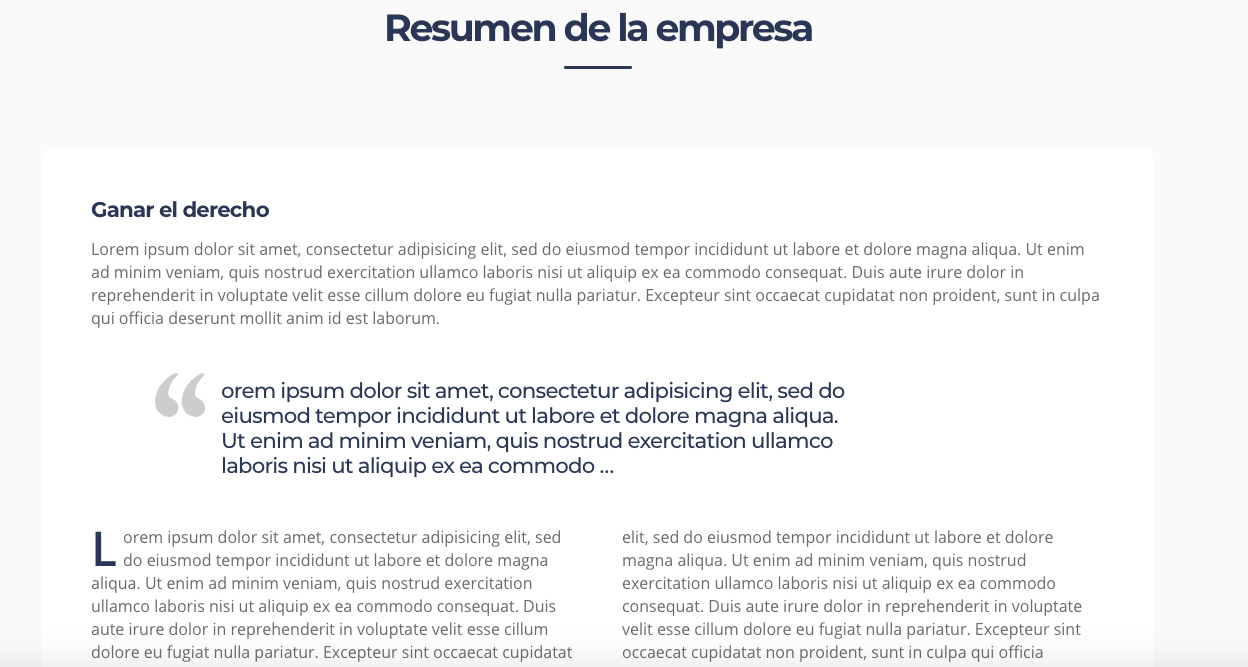 Resumen de la empresa
Ganar el derecho
Lorem ipsum dolor sit amet, consectetur adipisicing elit, sed do eiusmod tempor incididunt ut labore et dolore magna aliqua. Ut enim
ad minim veniam, quis nostrud exercitation ullamco laboris nisi ut aliquip ex ea commodo consequat. Duis aute irure dolor in
reprehenderit in voluptate velit esse cillum dolore eu fugiat nulla pariatur. Excepteur sint occaecat cupidatat non proident, sunt in culpa
qui officia deserunt mollit anim id est laborum.
“ orem ipsum dolor sit amet, consectetur adipisicing elit, sed do
eiusmod tempor incididunt ut labore et dolore magna aliqua.
Ut enim ad minim veniam, quis nostrud exercitation ullamco
laboris nisi ut aliquip ex ea commodo ...
Lorem ipsum dolor sit amet, consectetur adipisicing elit, sed
do eiusmod tempor incididunt ut labore et dolore magna
aliqua. Ut enim ad minim veniam, quis nostrud exercitation
ullamco laboris nisi ut aliquip ex ea commodo consequat. Duis
aute irure dolor in reprehenderit in voluptate velit esse cillum
dolore eu fugiat nulla pariatur. Excepteur sint occaecat cupidatat
elit, sed do eiusmod tempor incididunt ut labore et dolore
magna aliqua. Ut enim ad minim veniam, quis nostrud
exercitation ullamco laboris nisi ut aliquip ex ea commodo
consequat. Duis aute irure dolor in reprehenderit in voluptate
velit esse cillum dolore eu fugiat nulla pariatur. Excepteur sint
occaecat cupidatat non proident, sunt in culpa qui officia